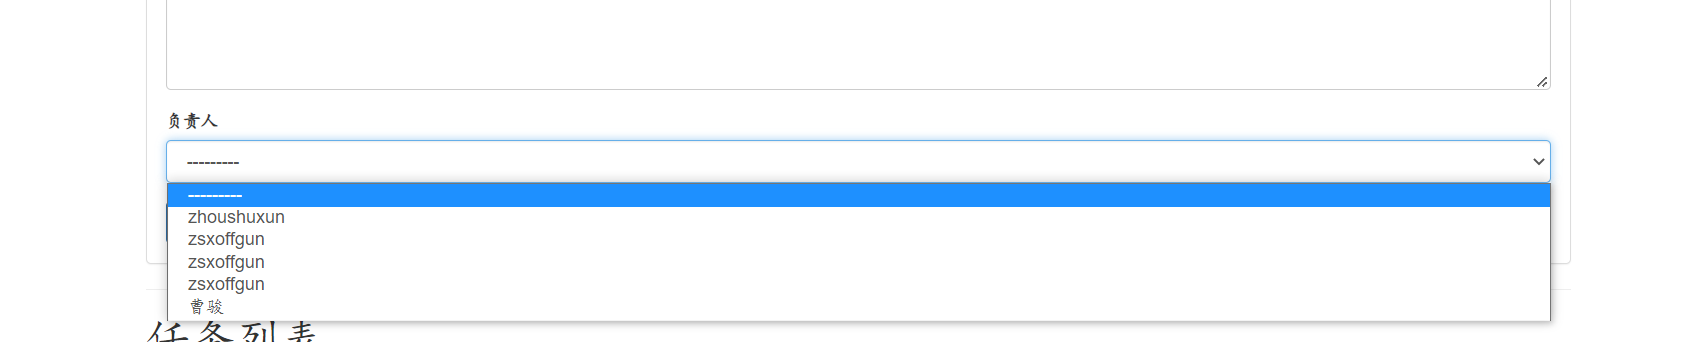 负责人
---------
---------
zhoushuxun
zsxoffgun
zsxoffgun
zsxoffgun
曹骏
任务列表